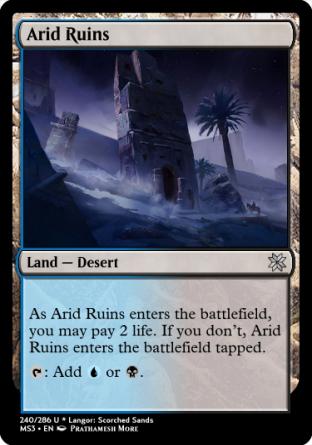 Arid Ruins
Land — Desert
As Arid Ruins enters the battlefield,
you may pay 2 life. If you don't, Arid
Ruins enters the battlefield tapped.
: Add or .
240/286 U * Langor: Scorched Sands
MS3 • EN Prathamesh More